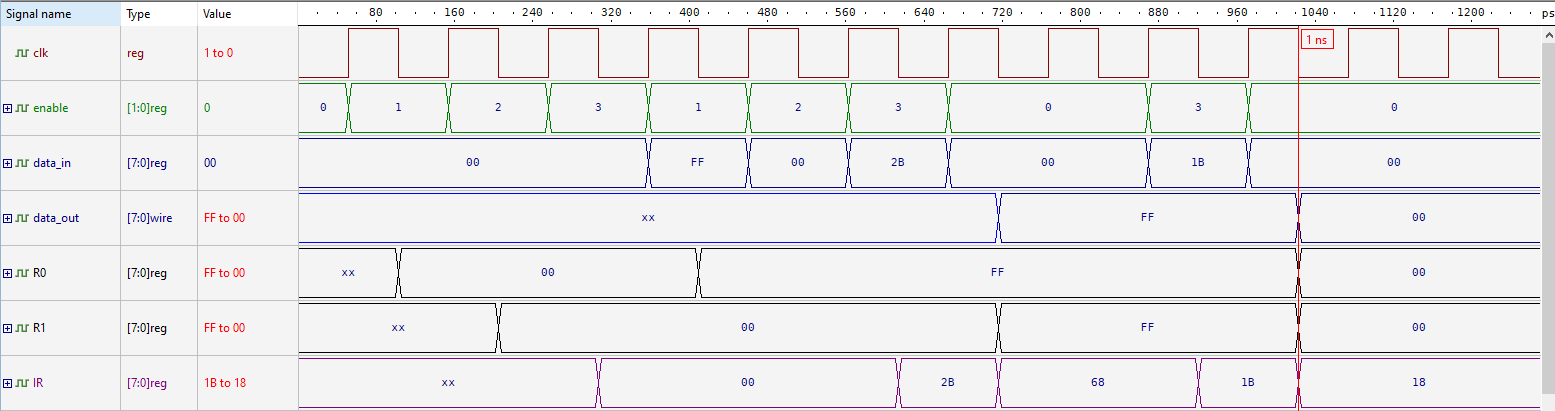 Signal name Type Value 80 160 240 320 400 480 560 640 720 800 880 960 1040 1120 1200 ps
clk reg 1 to 0 1 ns
enable [1:0]reg 0 0 1 2 3 1 2 3 0 3 0
data_in [7:0]reg 00 00 FF 00 2B 00 1B 00
data_out [7:0]wire FF to 00 xx FF 00
R0 [7:0]reg FF to 00 xx 00 FF 00
R1 [7:0]reg FF to 00 xx 00 FF 00
IR [7:0]reg 1B to 18 xx 00 2B 68 1B 18